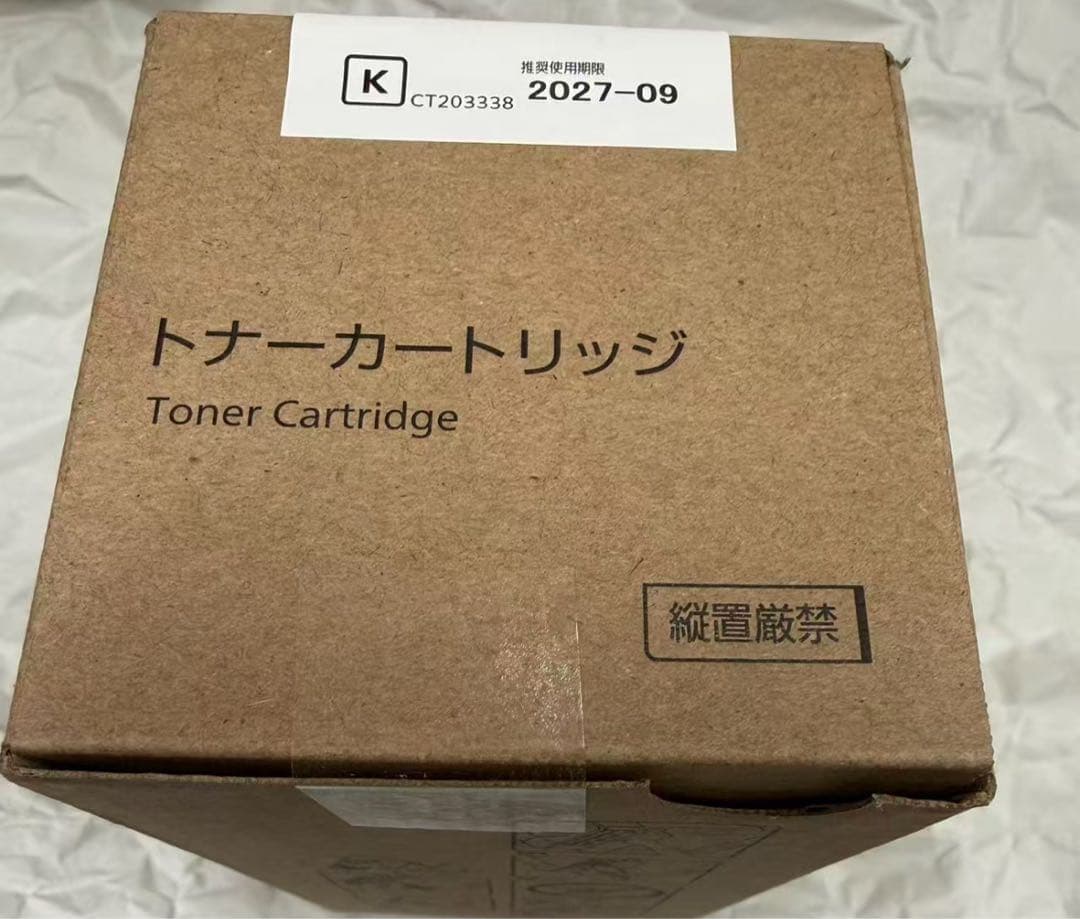 K
CT203338
推奨使用期限
2027-09
トナーカートリッジ
Toner Cartridge
縦置厳禁